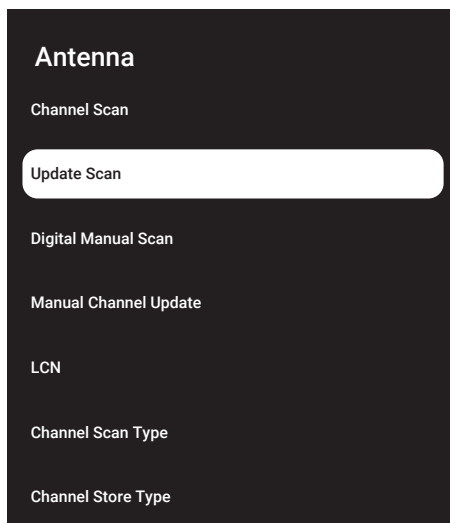 Antenna
Channel Scan
Update Scan
Digital Manual Scan
Manual Channel Update
LCN
Channel Scan Type
Channel Store Type